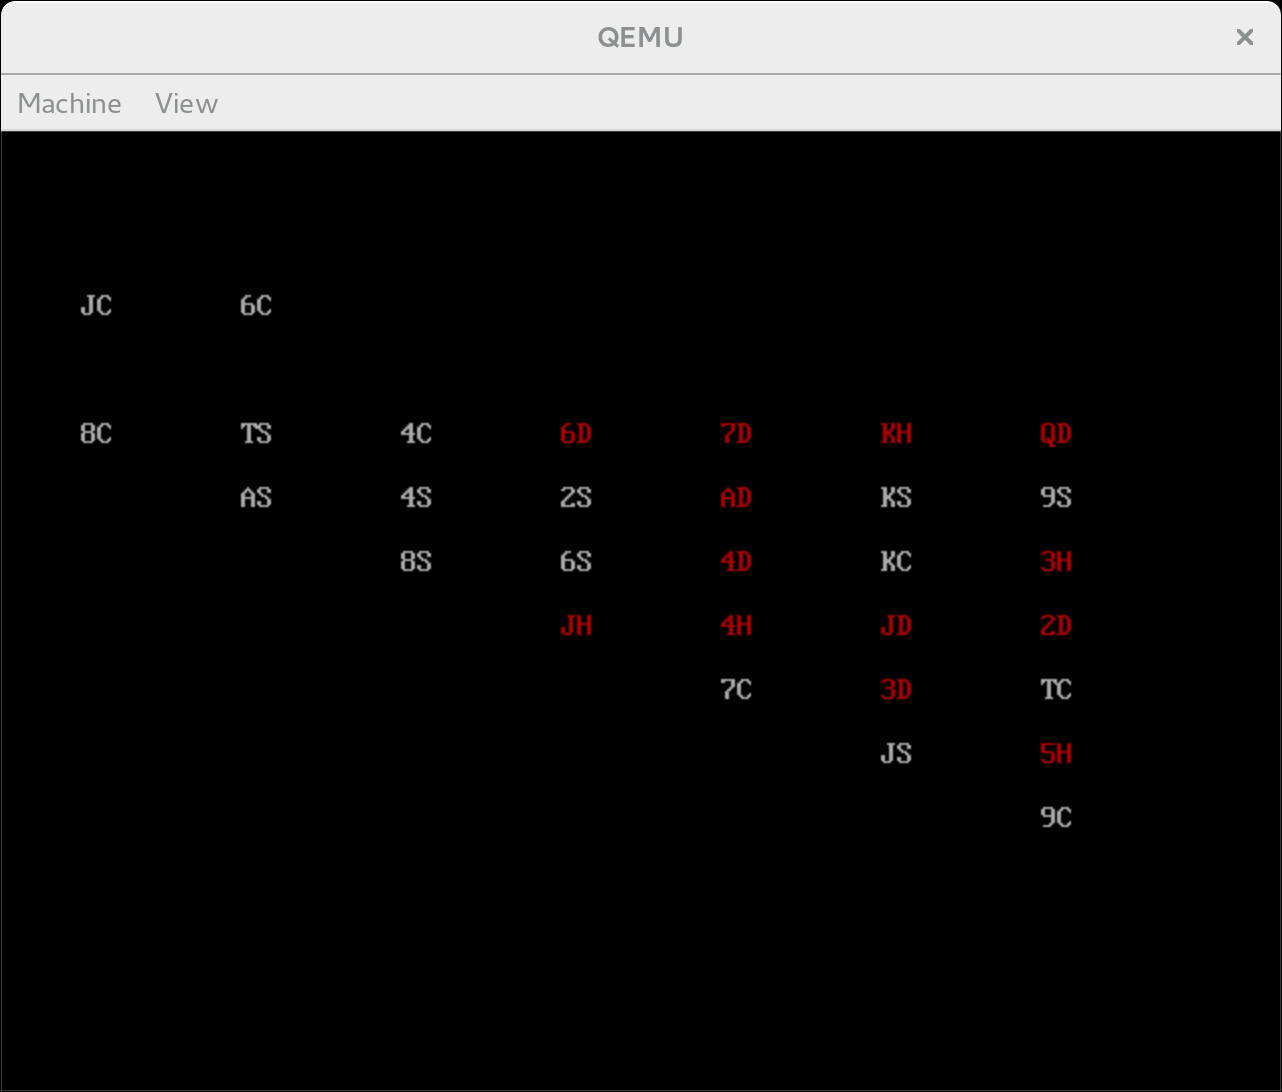 QEMU
Machine View
JC 6C
8C TS 4C 6D 7D KH QD
AS 4S 2S AD KS 9S
8S 6S 4D KC 3H
JH 4H JD 2D
7C 3D TC
JS 5H
9C